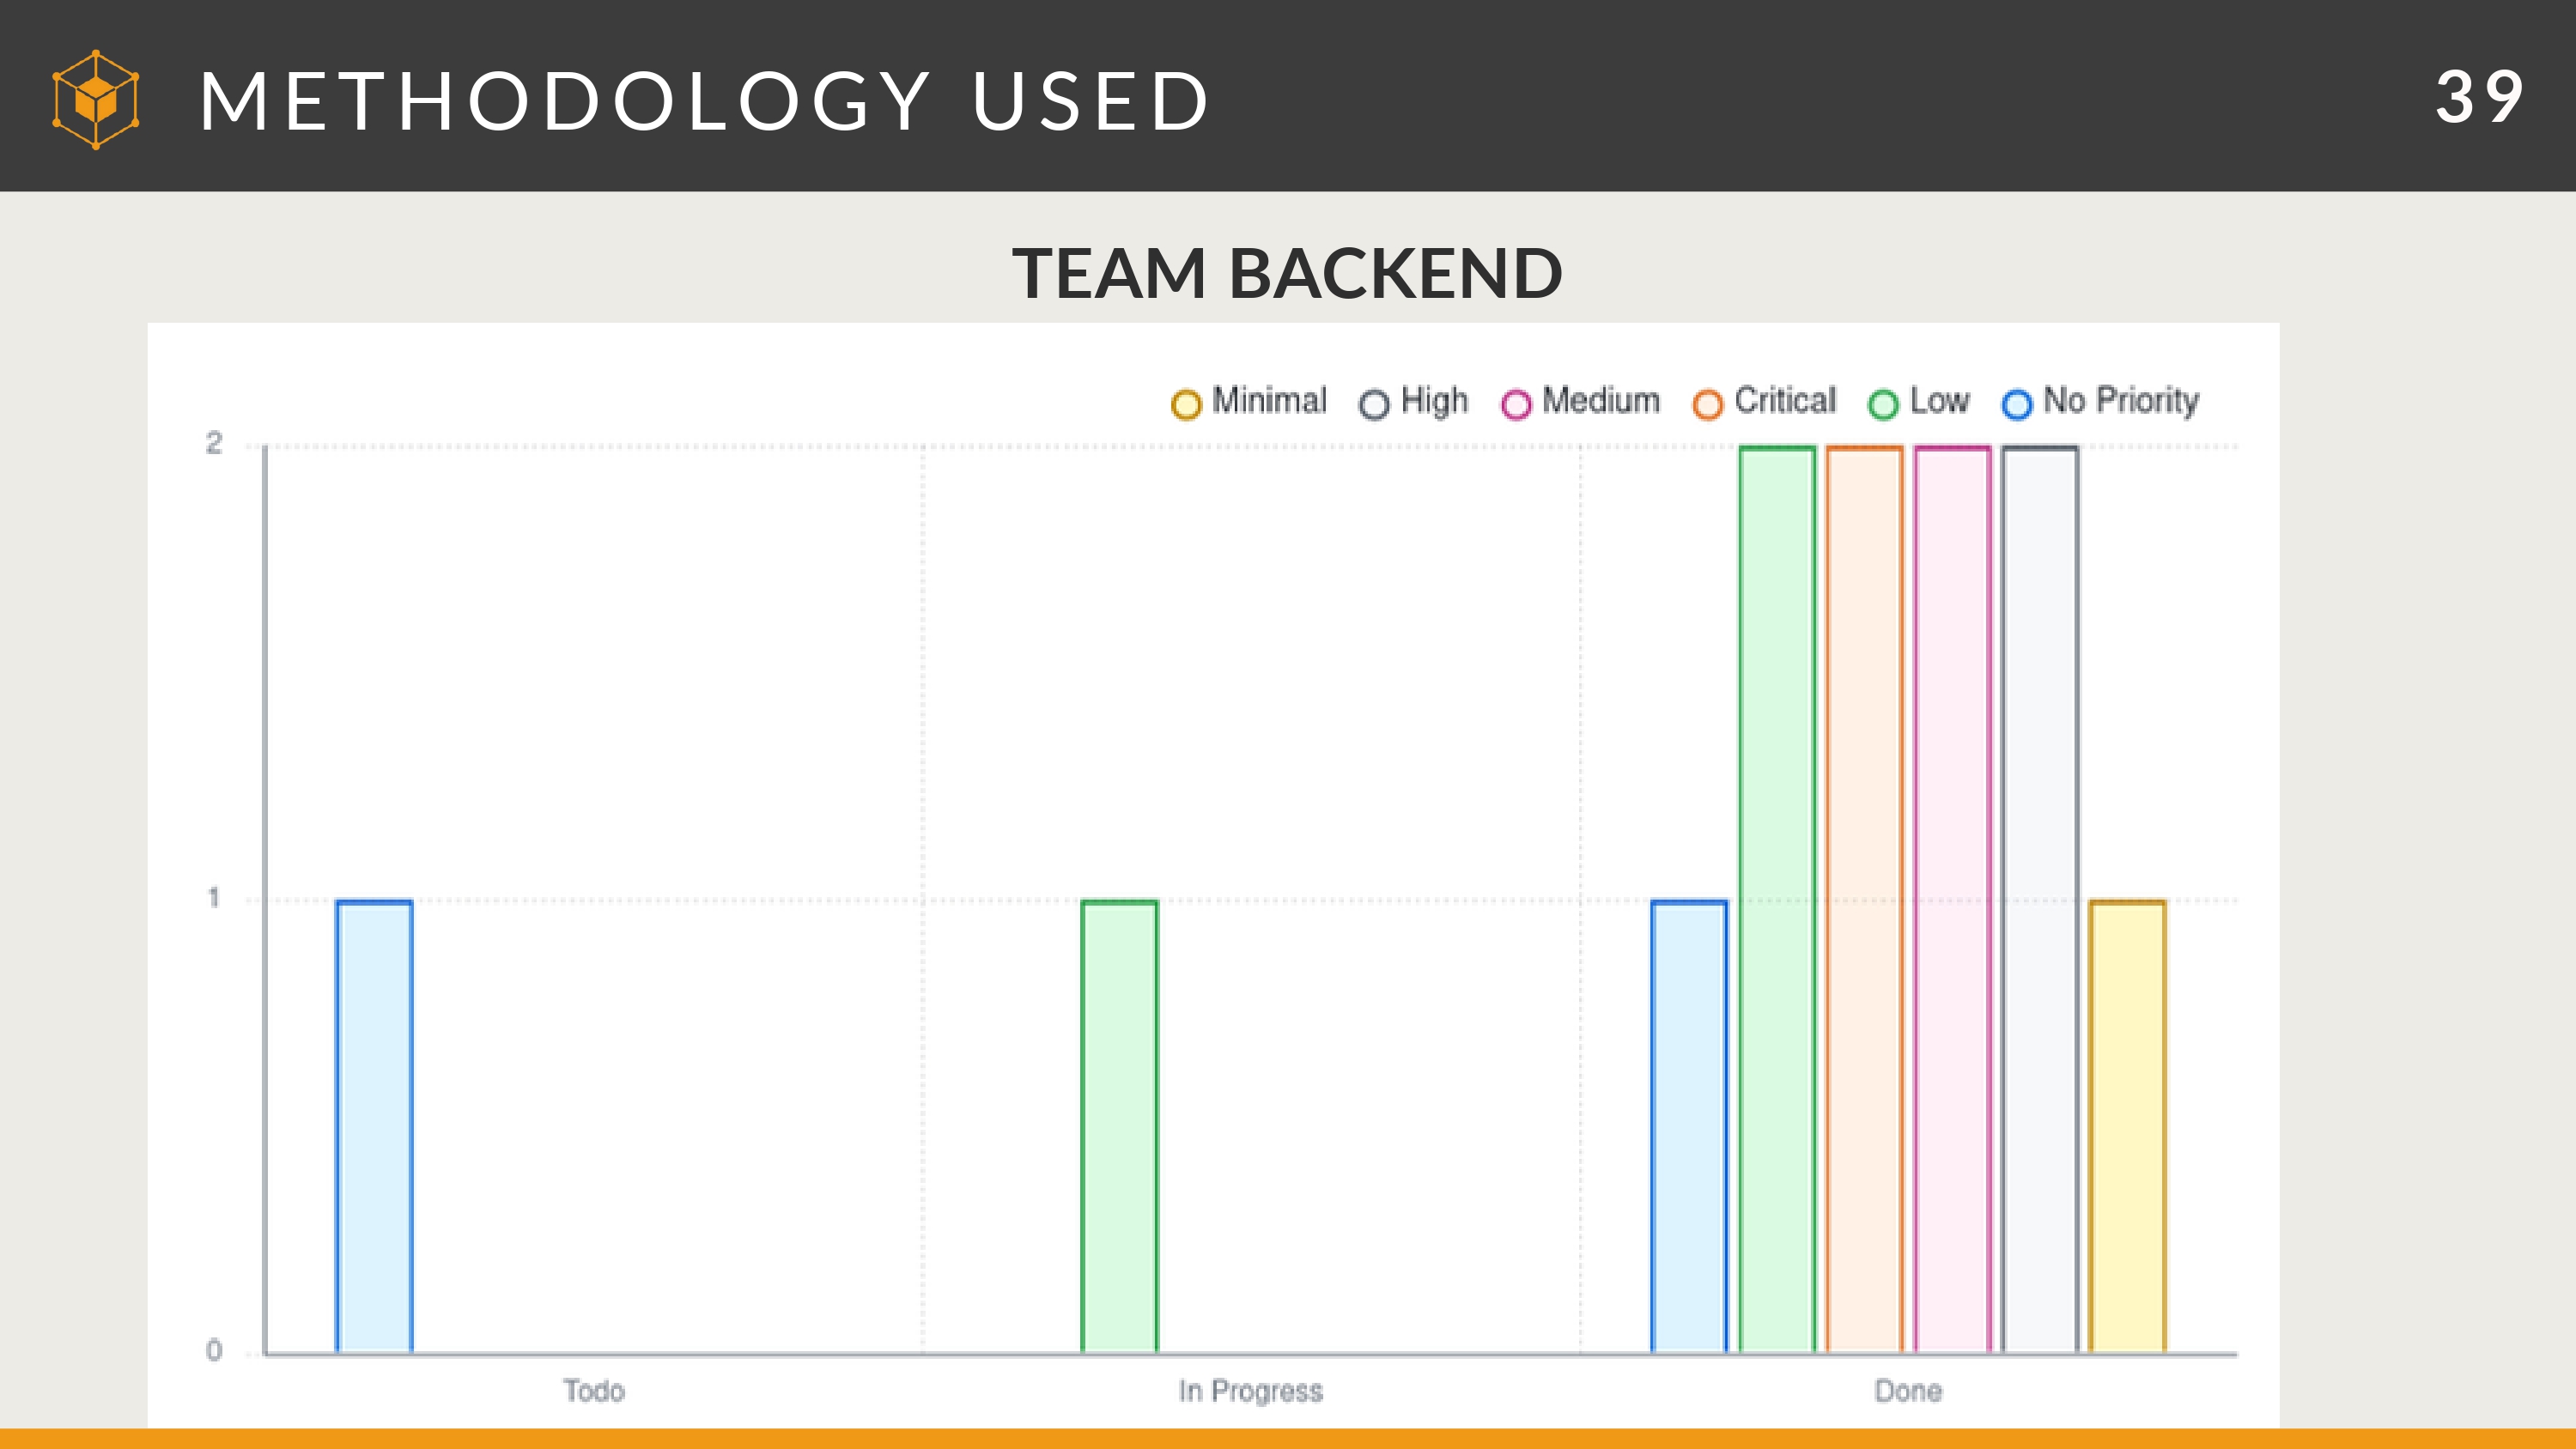 METHODOLOGY USED
39
TEAM BACKEND
Minimal High Medium Critical Low No Priority
2
1
0
Todo In Progress Done